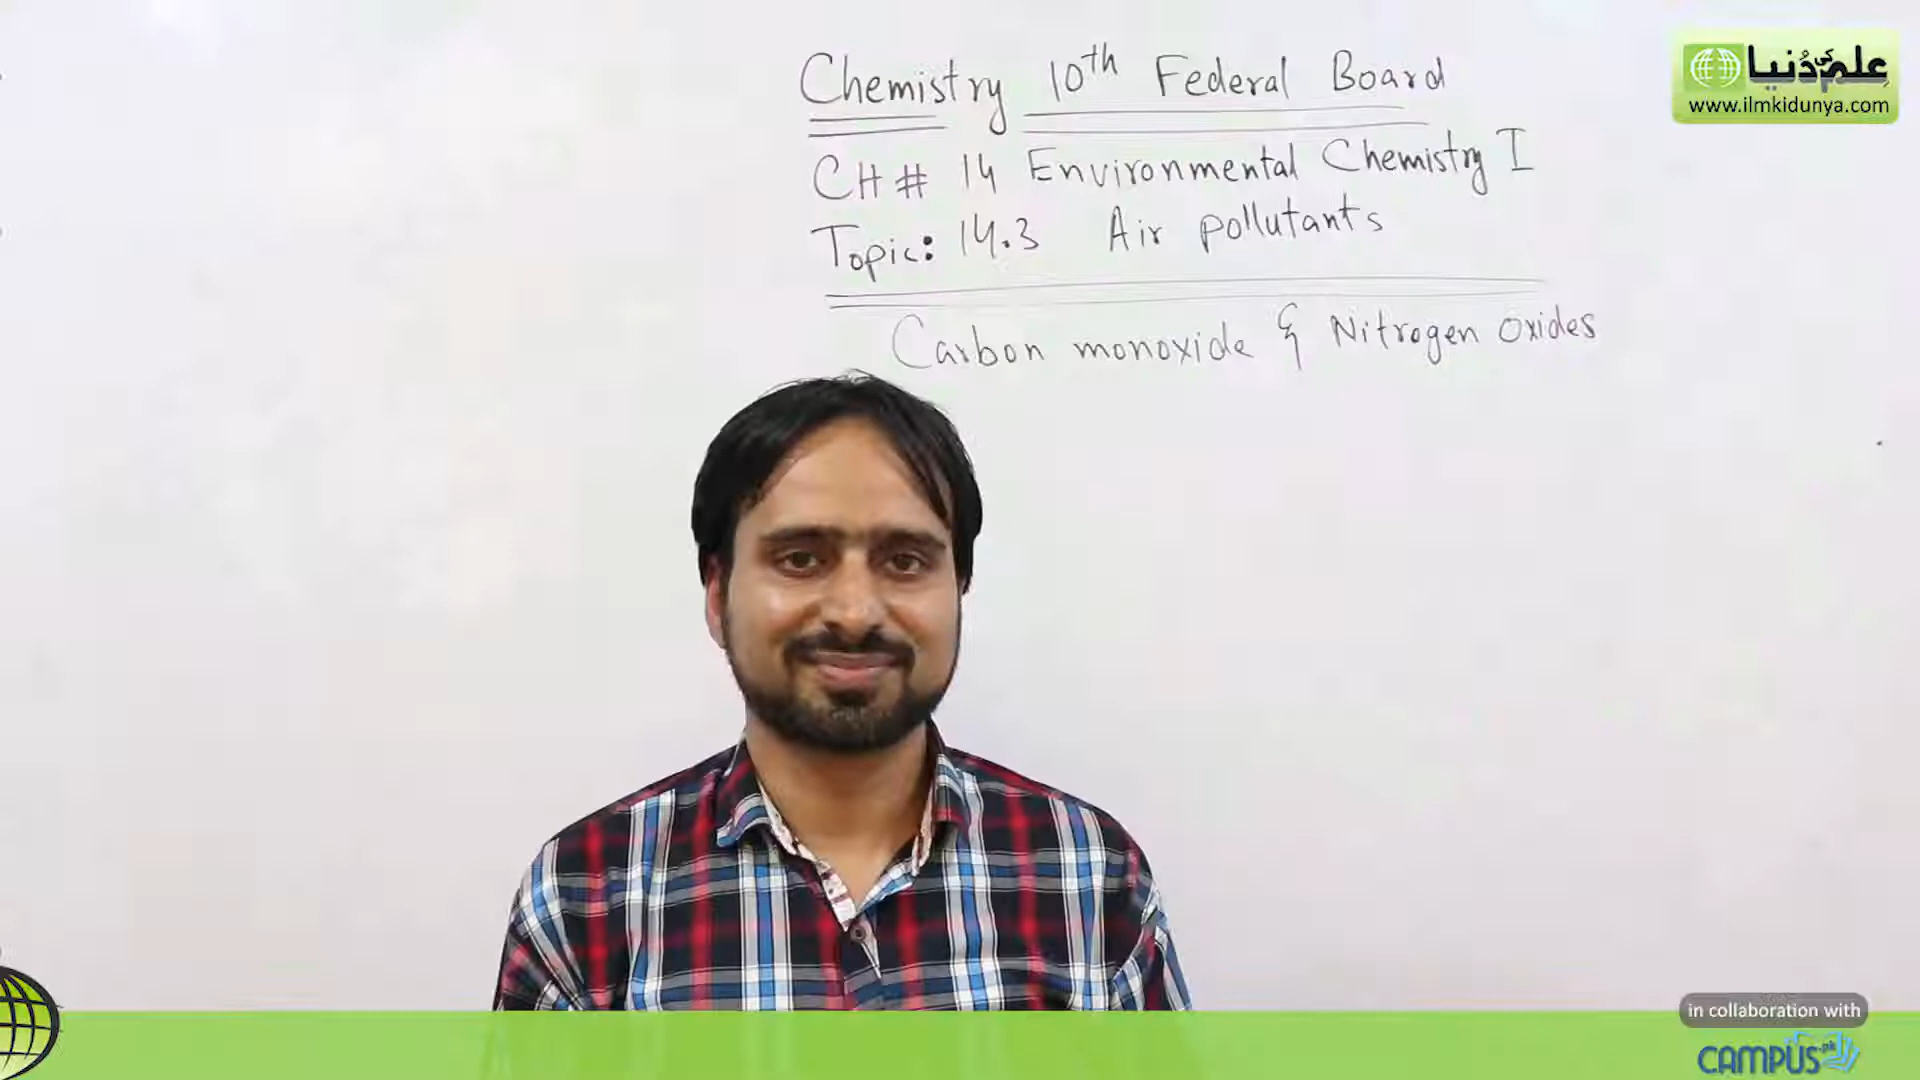 Chemistry 10th Federal Board
CH# 14 Environmental Chemistry I
Topic: 14.3 Air pollutants
Carbon monoxide & Nitrogen oxides
علم کی دُنیا
www.ilmkidunya.com
in collaboration with
CAMPUS.pk